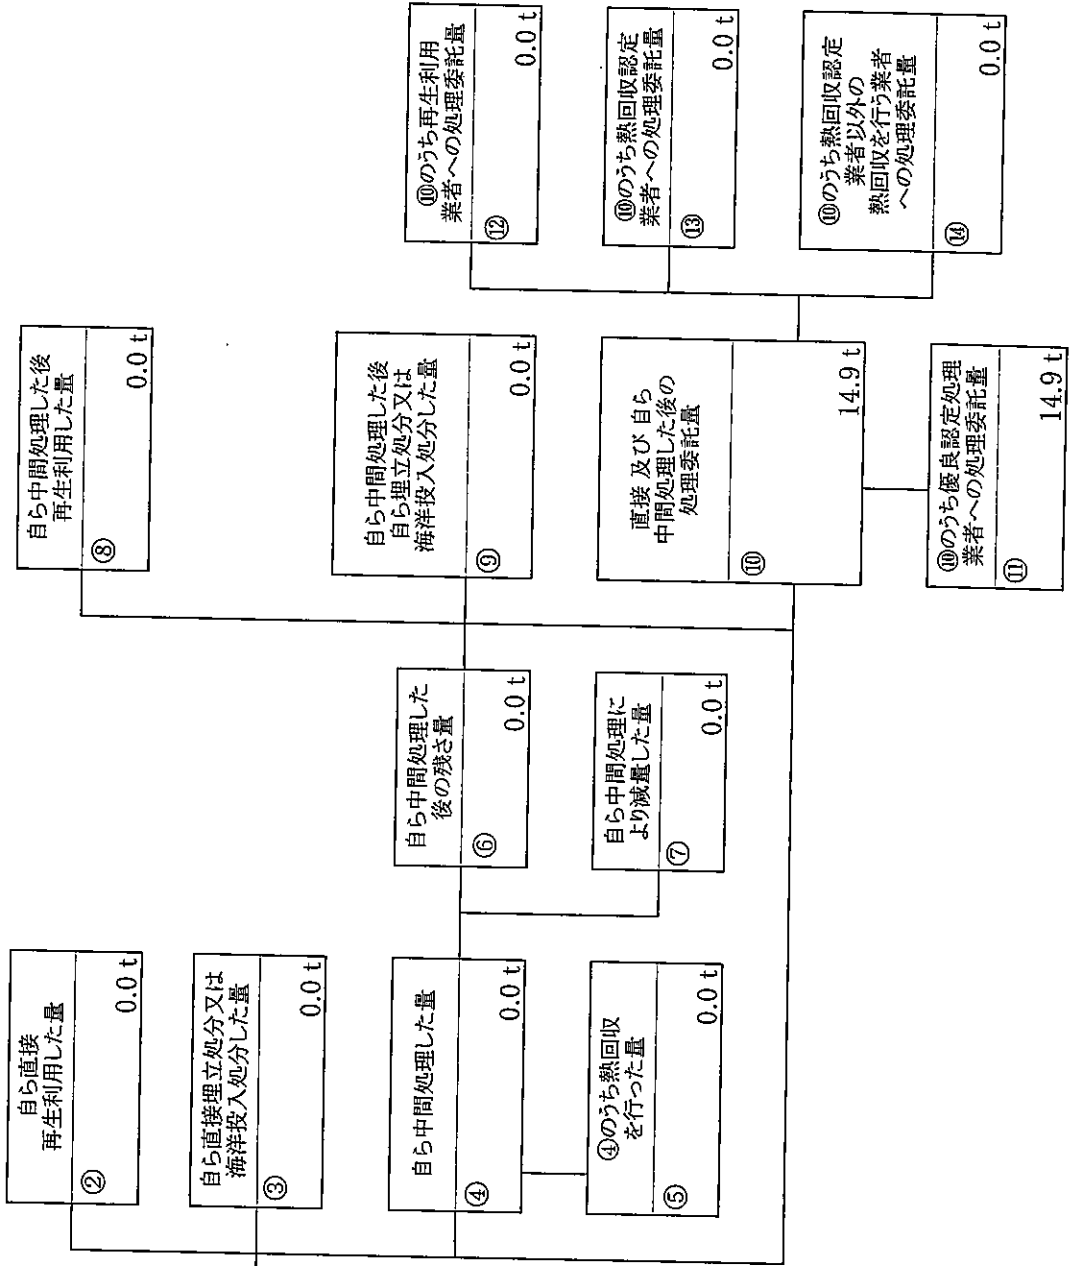 自ら直接
再生利用した量
②
0.0 t
自ら直接埋立処分又は
海洋投入処分した量
③
0.0 t
自ら中間処理した量
④
0.0 t
④のうち熱回収
を行った量
⑤
0.0 t
自ら中間処理した
後の残さ量
⑥
0.0 t
自ら中間処理に
より減量した量
⑦
0.0 t
自ら中間処理した後
再生利用した量
⑧
0.0 t
自ら中間処理した後
自ら埋立処分又は
海洋投入処分した量
⑨
0.0 t
直接 及び 自ら
中間処理した後の
処理委託量
⑩
14.9 t
⑩のうち優良認定処理
業者への処理委託量
⑪
14.9 t
⑩のうち再生利用
業者への処理委託量
⑫
0.0 t
⑩のうち熱回収認定
業者への処理委託量
⑬
0.0 t
⑩のうち熱回収認定
業者以外の
熱回収を行う業者
への処理委託量
⑭
0.0 t